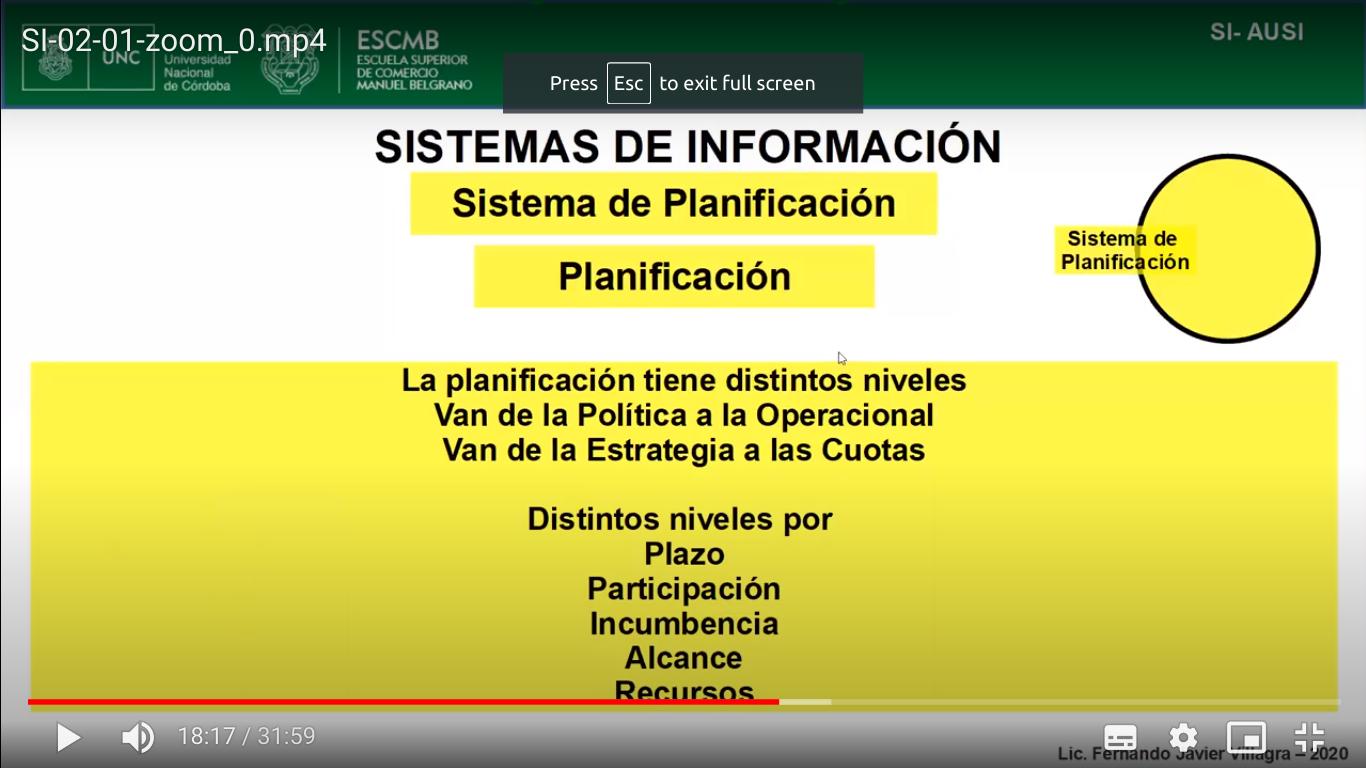 SI-02-01-zoom_0.mp4
UNC
Universidad
Nacional
de Córdoba
ESCMB
ESCUELA SUPERIOR
DE COMERCIO
MANUEL BELGRANO
SI- AUSI
Press Esc to exit full screen
SISTEMAS DE INFORMACIÓN
Sistema de Planificación
Planificación
Sistema de
Planificación
La planificación tiene distintos niveles
Van de la Política a la Operacional
Van de la Estrategia a las Cuotas
Distintos niveles por
Plazo
Participación
Incumbencia
Alcance
Recursos
18:17 / 31:59
Lic. Fernando Javier Villagra – 2020